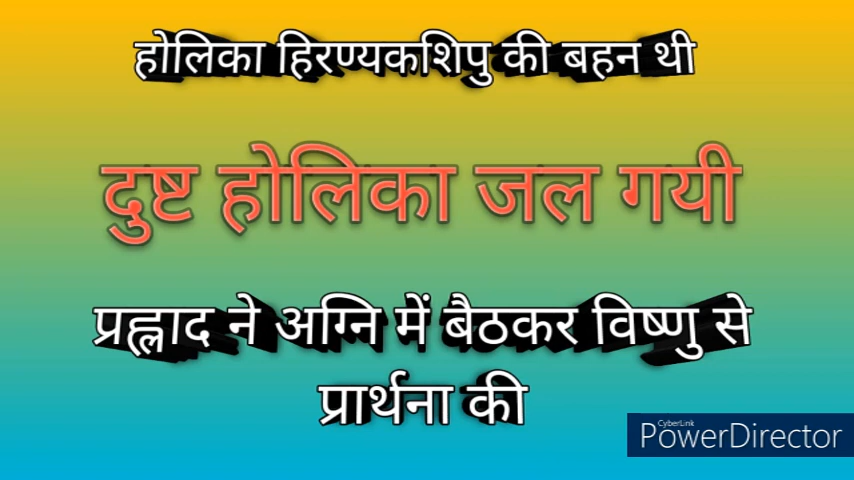 होलिका हिरण्यकशिपु की बहन थी
दुष्ट होलिका जल गयी
प्रह्लाद ने अग्नि में बैठकर विष्णु से
प्रार्थना की
CyberLink
PowerDirector